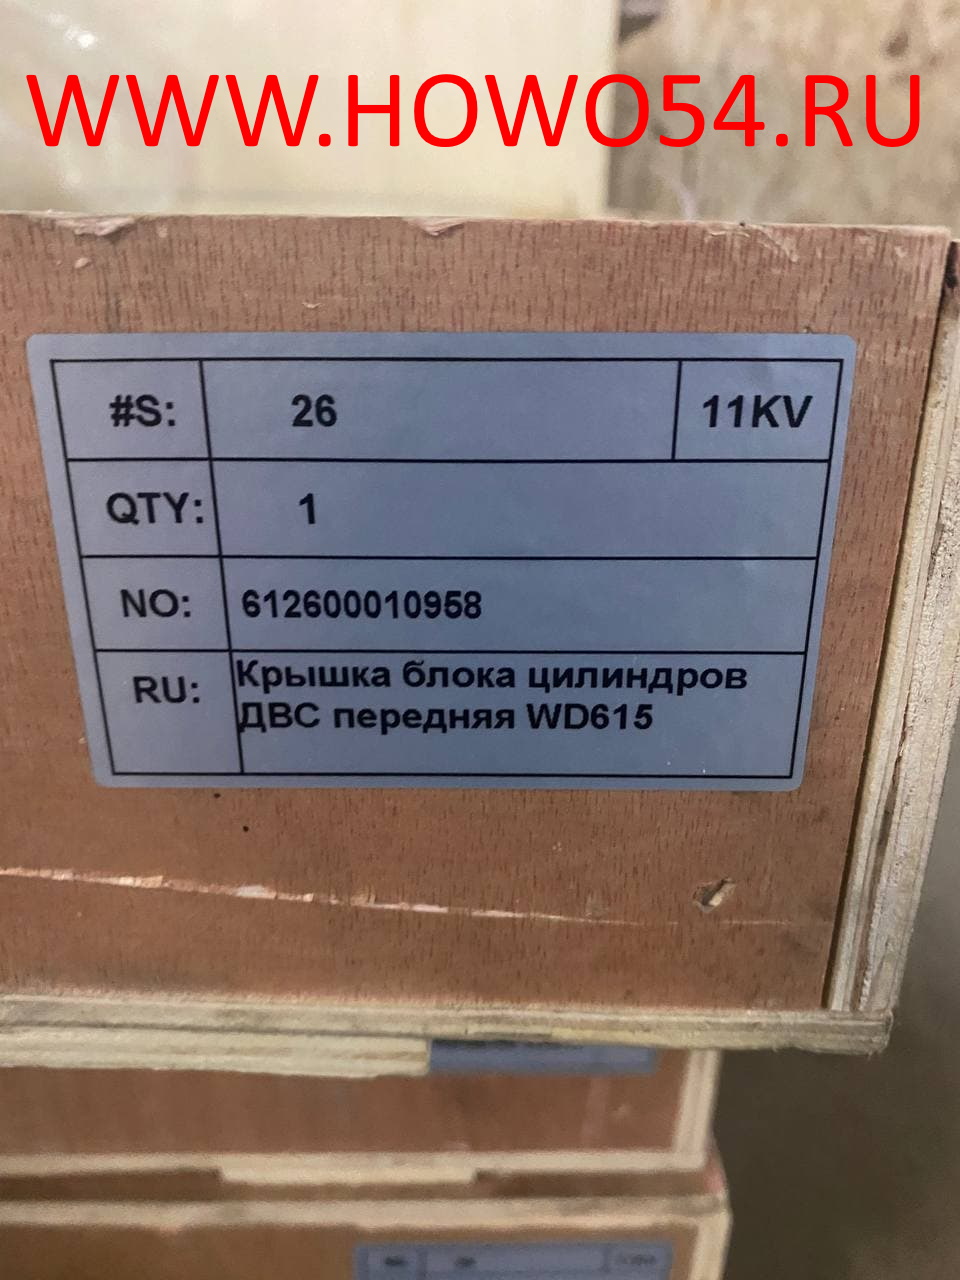 WWW.HOWO54.RU
#S: 26 11KV
QTY: 1
NO: 612600010958
RU: Крышка блока цилиндров
ДВС передняя WD615